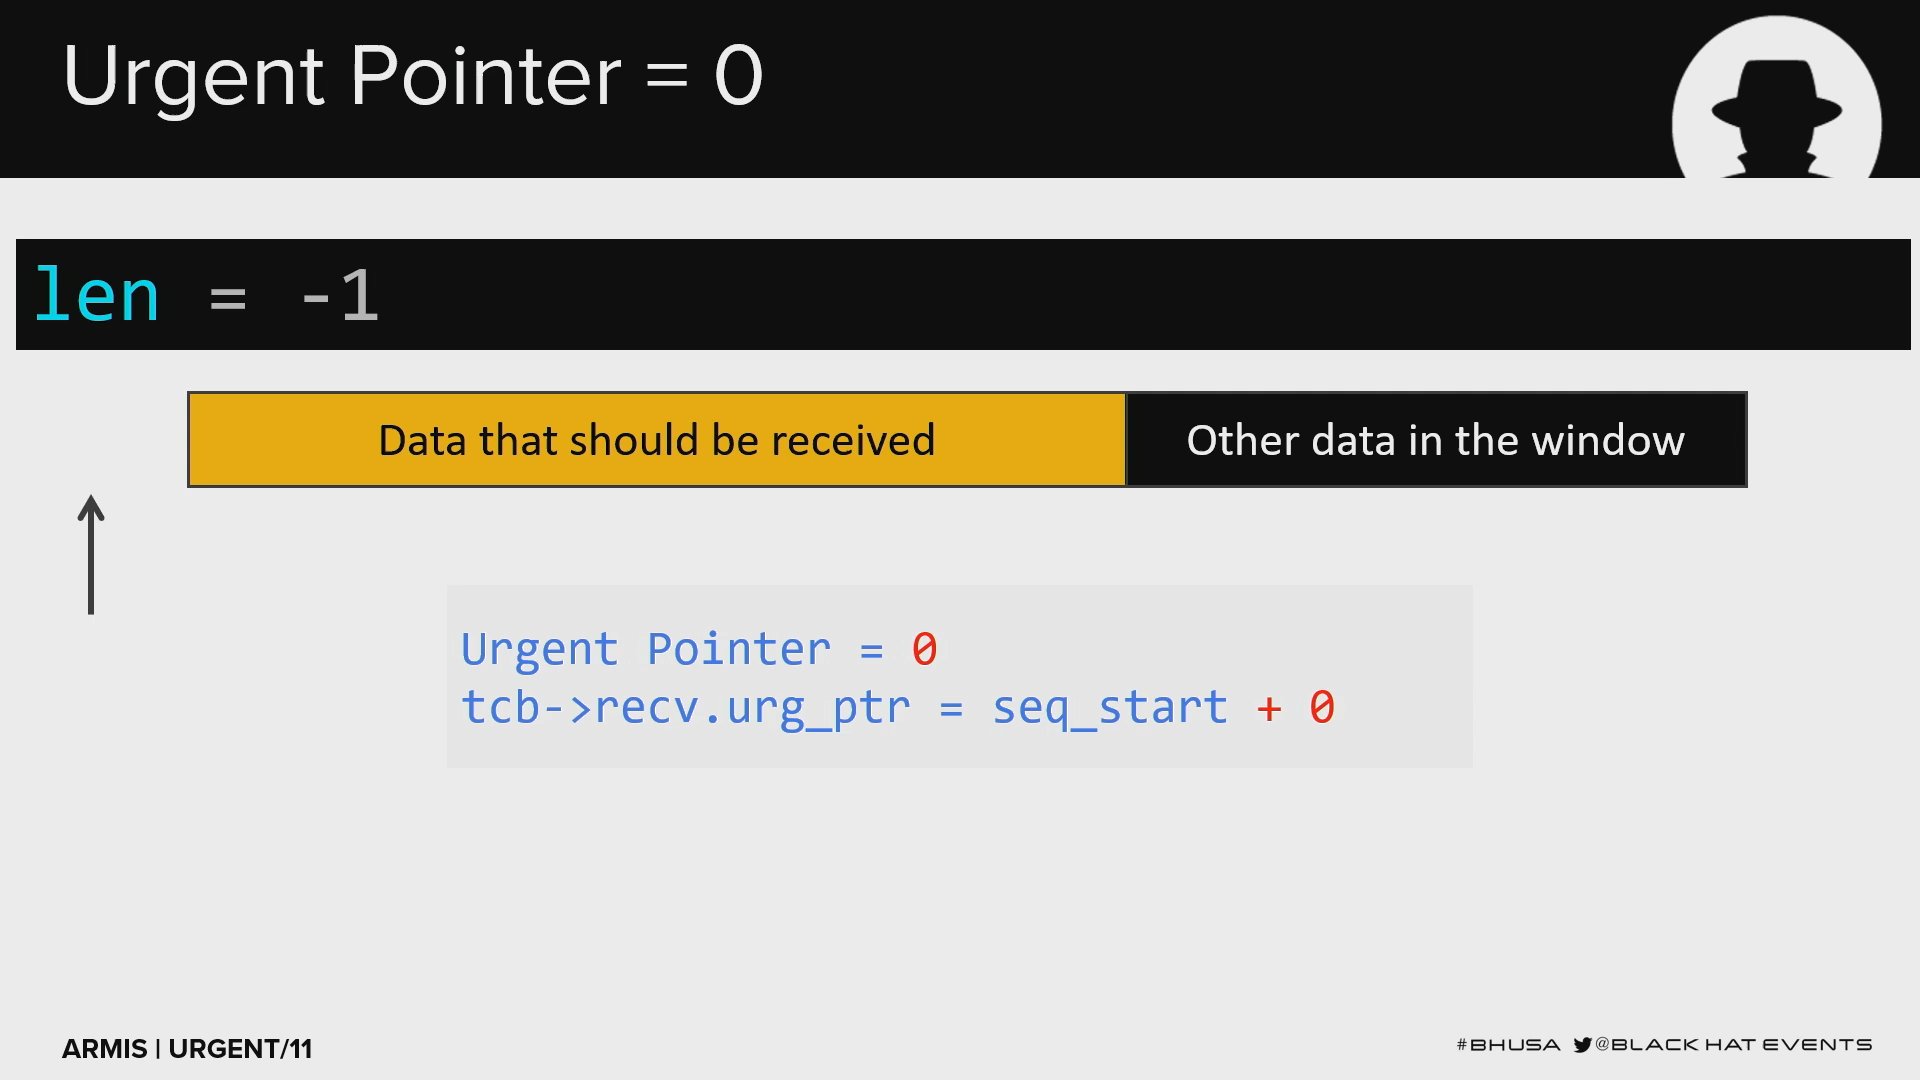 Urgent Pointer = 0
len = -1
Data that should be received
Other data in the window
Urgent Pointer = 0
tcb->recv.urg_ptr = seq_start + 0
ARMIS | URGENT/11
#BHUSA @BLACK HAT EVENTS